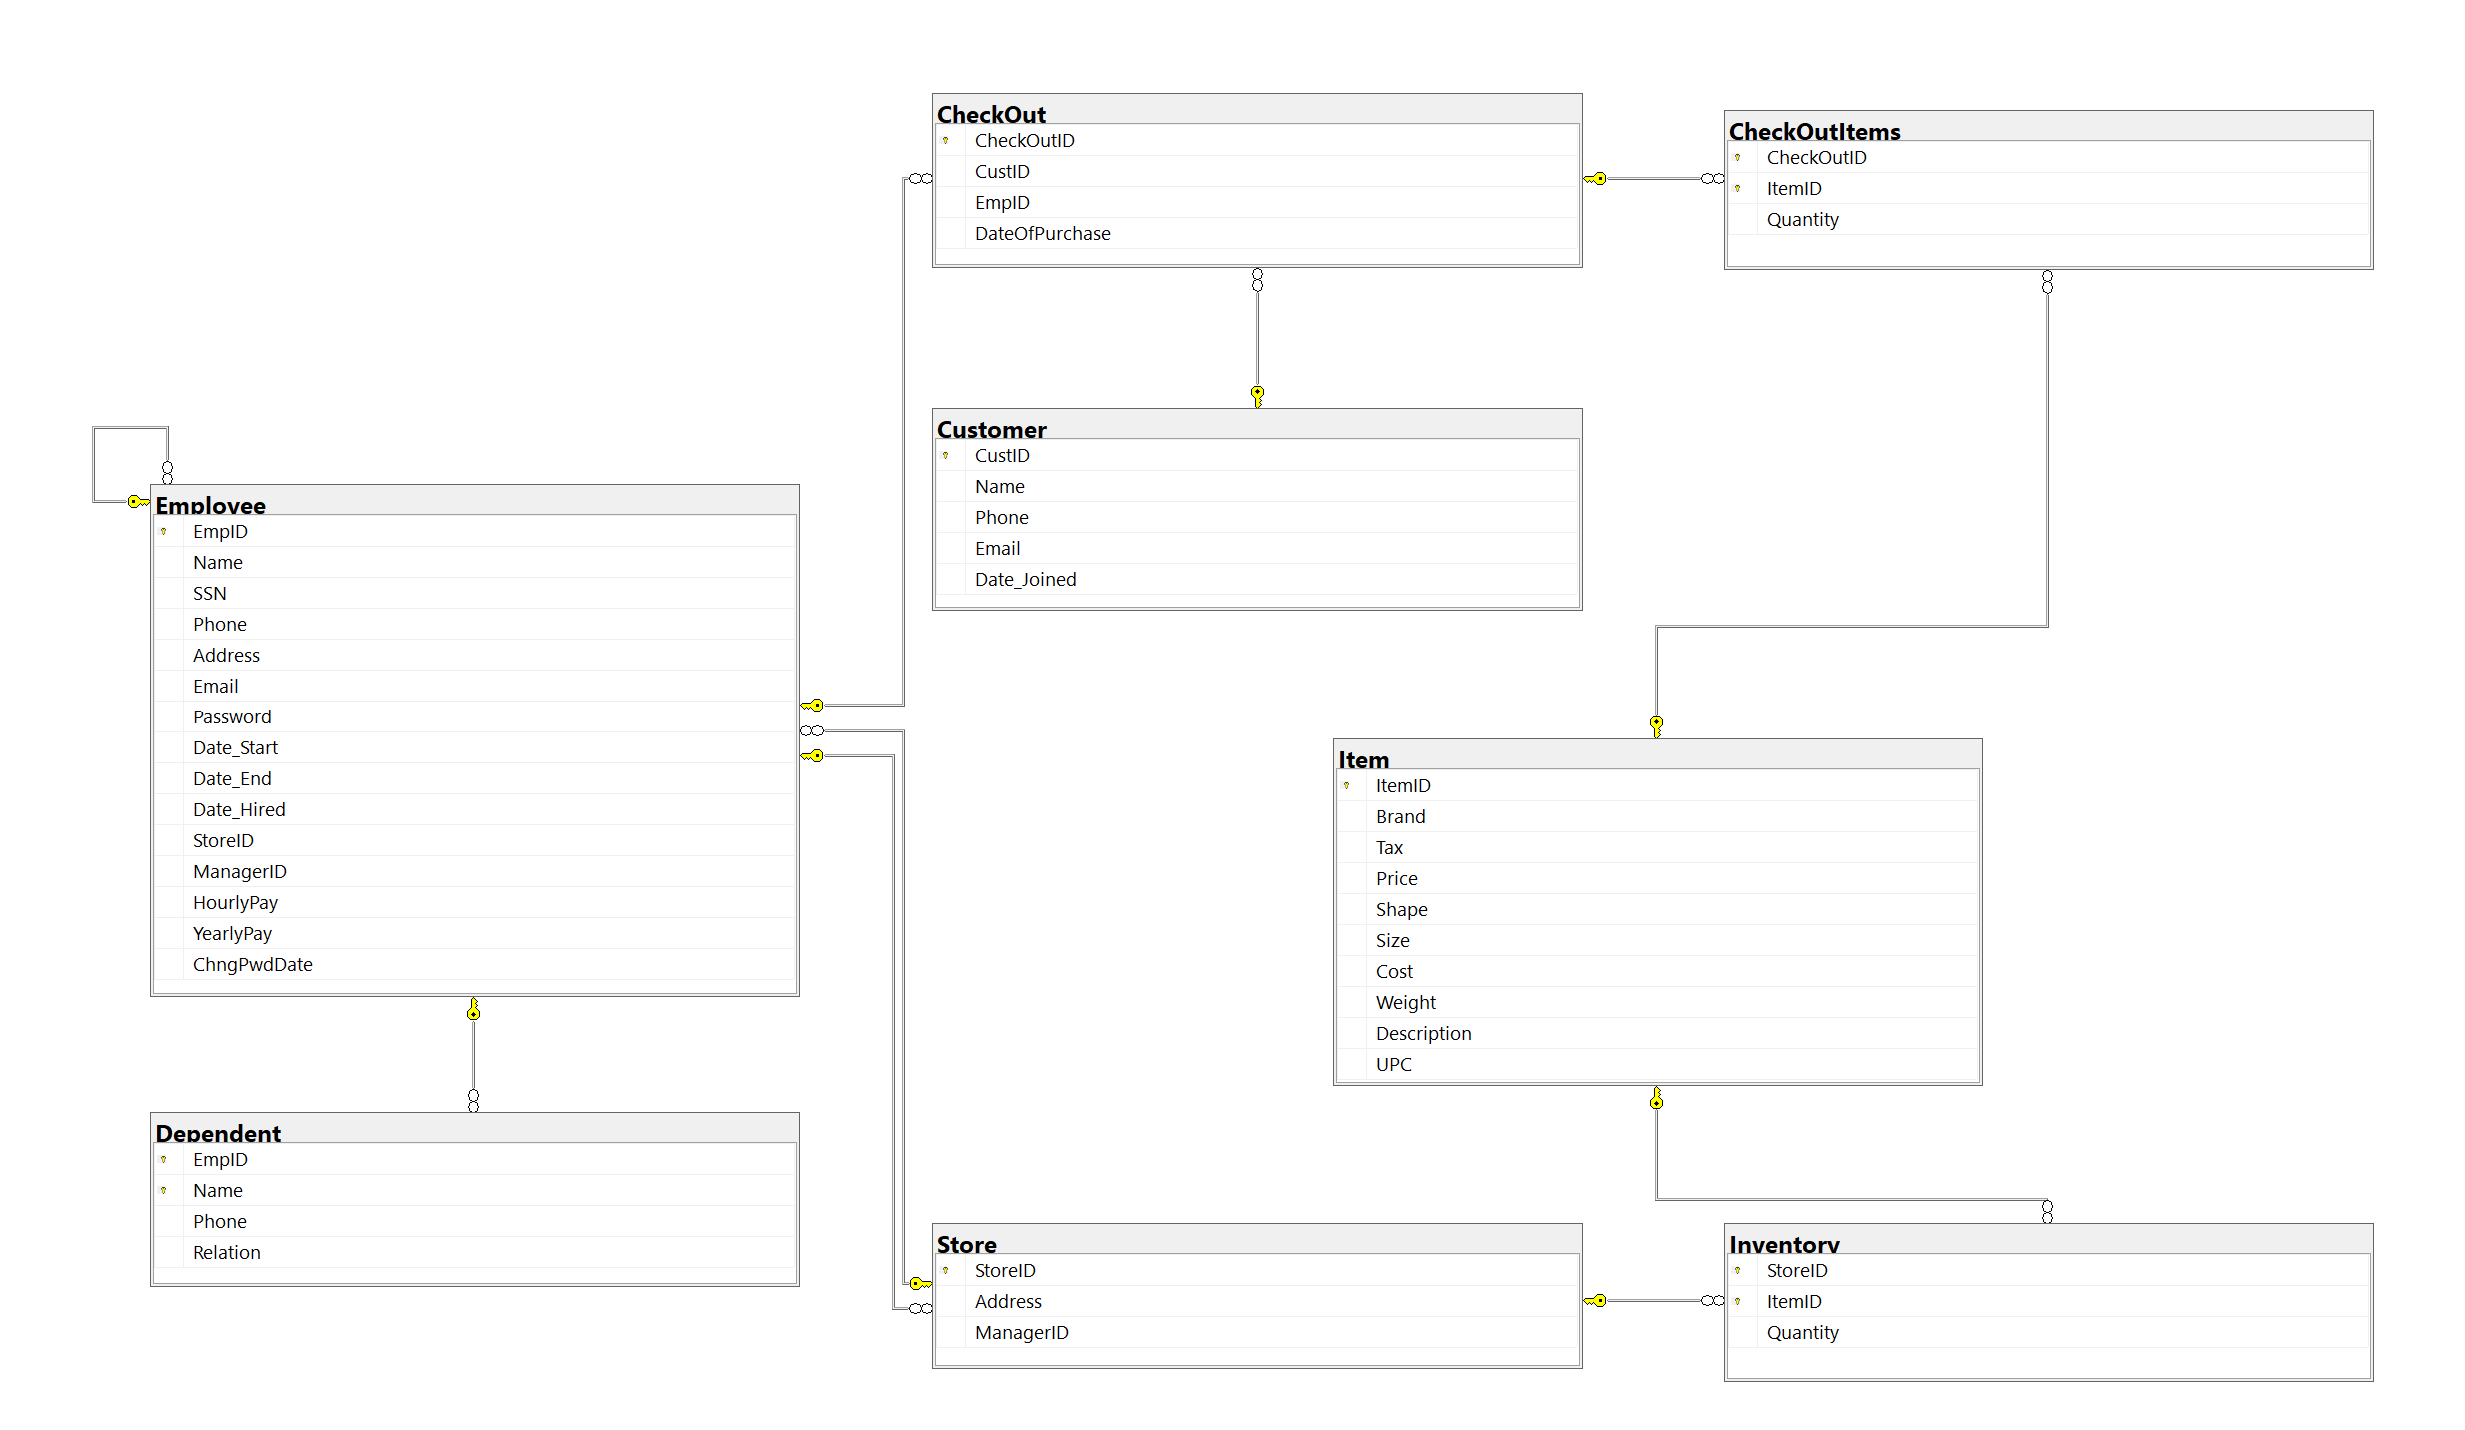 CheckOut
CheckOutID
CustID
EmpID
DateOfPurchase
CheckOutItems
CheckOutID
ItemID
Quantity
Customer
CustID
Name
Phone
Email
Date_Joined
Employee
EmpID
Name
SSN
Phone
Address
Email
Password
Date_Start
Date_End
Date_Hired
StoreID
ManagerID
HourlyPay
YearlyPay
ChngPwdDate
Item
ItemID
Brand
Tax
Price
Shape
Size
Cost
Weight
Description
UPC
Dependent
EmpID
Name
Phone
Relation
Store
StoreID
Address
ManagerID
Inventory
StoreID
ItemID
Quantity